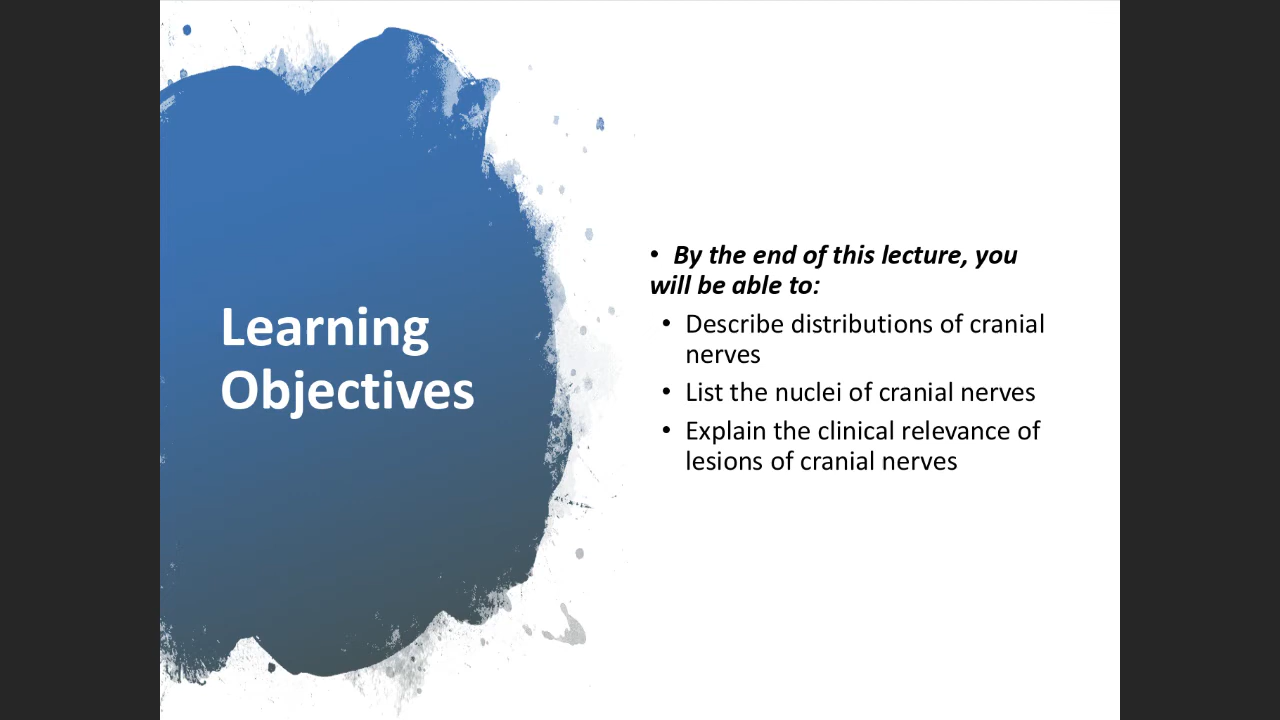 Learning
Objectives
• By the end of this lecture, you
will be able to:
• Describe distributions of cranial
nerves
• List the nuclei of cranial nerves
• Explain the clinical relevance of
lesions of cranial nerves